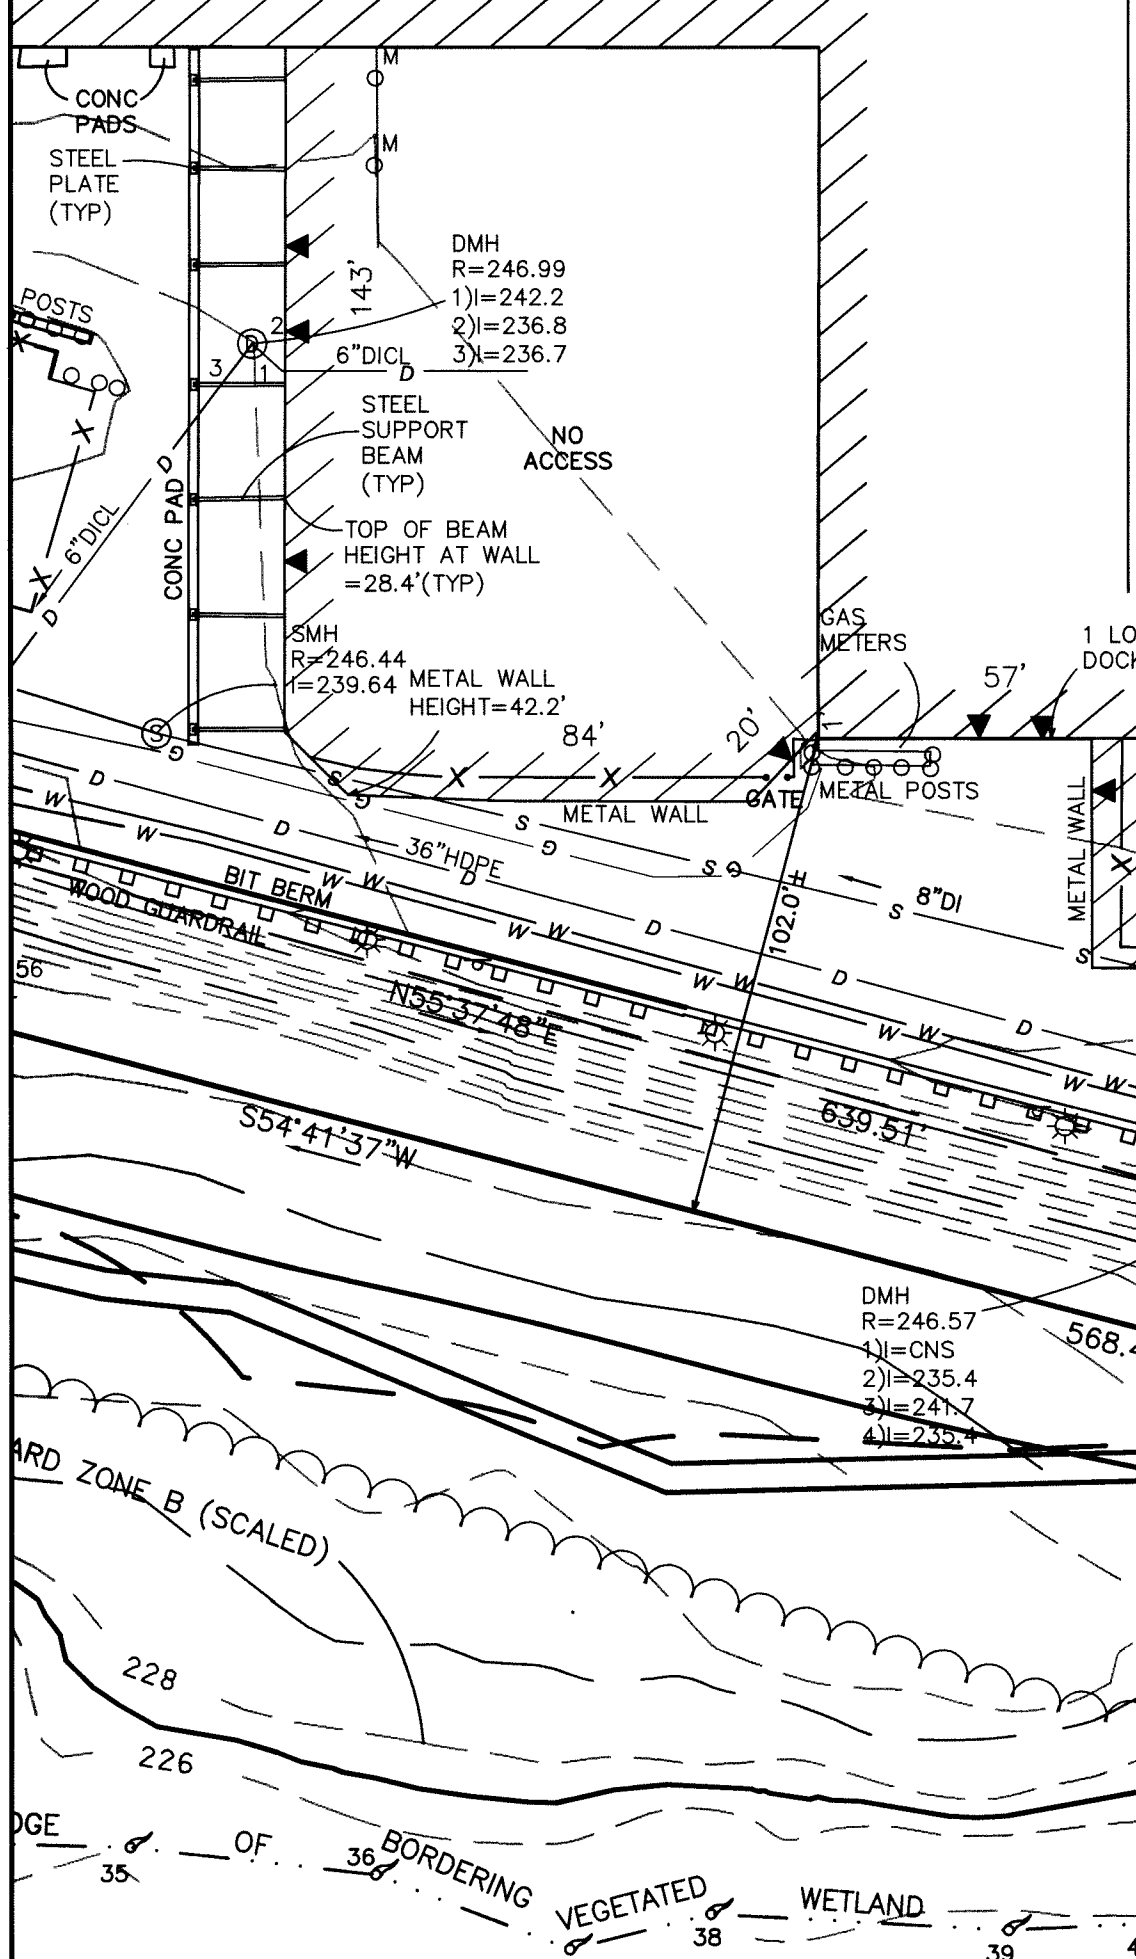 M
CONC
PADS
M
STEEL
PLATE
(TYP)
DMH
R=246.99
1)I=242.2
2)I=236.8
3)I=236.7
143'
POSTS
X
2
D
6"DICL
D
3
1
STEEL
SUPPORT
BEAM
(TYP)
NO
ACCESS
X
D
CONC PAD
6"DICL
TOP OF BEAM
HEIGHT AT WALL
=28.4'(TYP)
X
D
SMH
R=246.44
I=239.64
METAL WALL
HEIGHT=42.2'
GAS
METERS
1 LO
DOCK
57'
84'
20'
1
S
G
X
X
S
G
GATE
METAL WALL
METAL POSTS
METAL WALL
X
D
W
W
D
36"HDPE
D
S
G
S
G
H
8"DI
S
S
BIT BERM
WOOD GUARDRAIL
W
W
W
W
D
102.0'
W
W
D
W
W
D
W
W
56
N55°37'48"E
S54°41'37"W
639.51'
DMH
R=246.57
1)I=CNS
2)I=235.4
3)I=241.7
4)I=235.4
568.4
ARD ZONE B (SCALED)
228
226
DGE OF BORDERING VEGETATED WETLAND
35
36
38
39